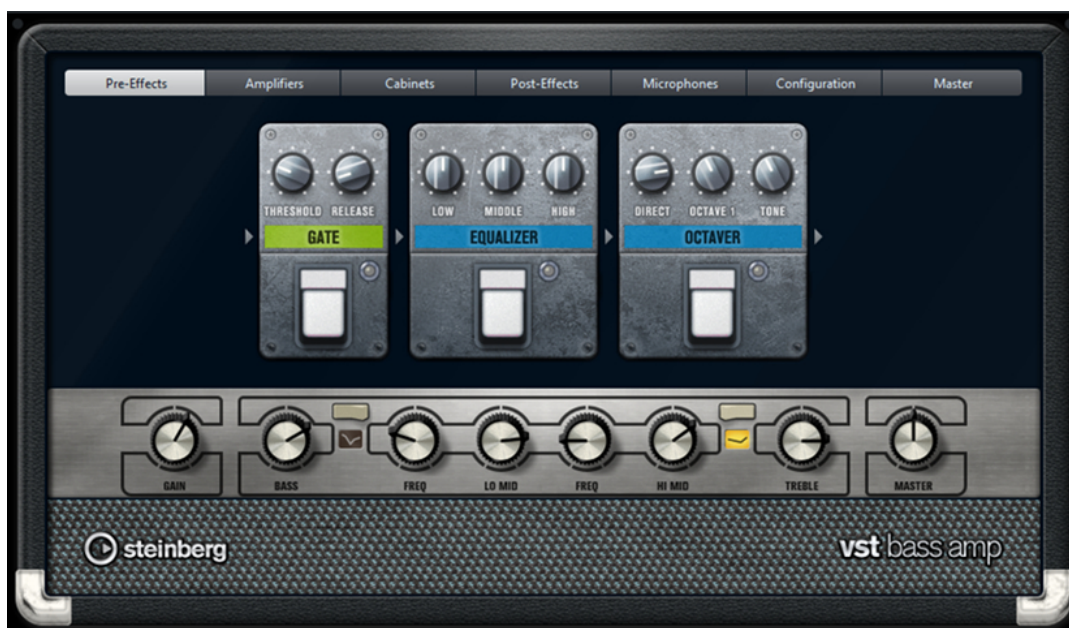 Pre-Effects Amplifiers Cabinets Post-Effects Microphones Configuration Master
THRESHOLD RELEASE LOW MIDDLE HIGH DIRECT OCTAVE 1 TONE
GATE EQUALIZER OCTAVER
GAIN BASS FREQ LO MID FREQ HI MID TREBLE MASTER
steinberg vst bass amp